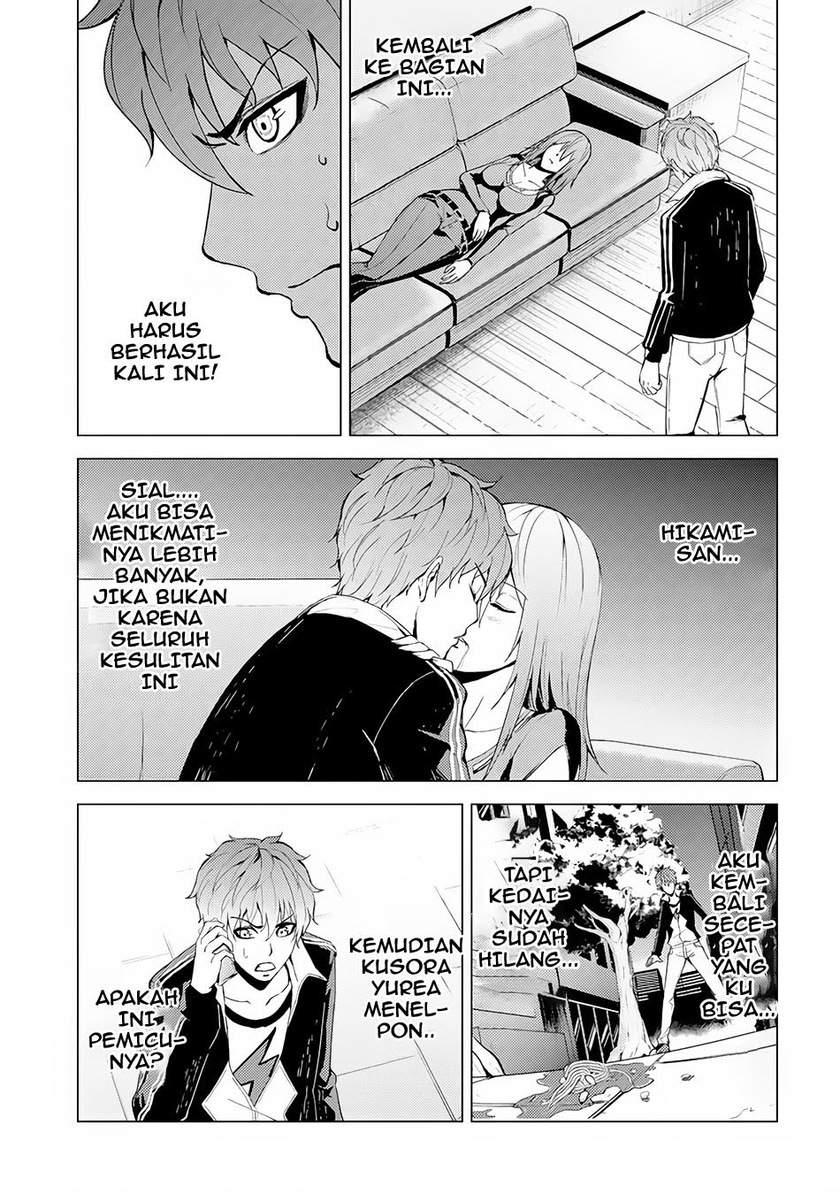 KEMBALI
KE BAGIAN
INI...
AKU
HARUS
BERHASIL
KALI INI!
HIKAMI-
SAN...
SIAL....
AKU BISA
MENIKMATI-
NYA LEBIH
BANYAK,
JIKA BUKAN
KARENA
SELURUH
KESULITAN
INI
AKU
KEM-
BALI
SECE-
PAT
YANG
KU
BISA...
TAPI
KEDAI-
NYA
SUDAH
HILANG...
KEMUDIAN
KUSORA
YUREA
MENEL-
PON..
APAKAH
INI
PEMICU-
NYA?